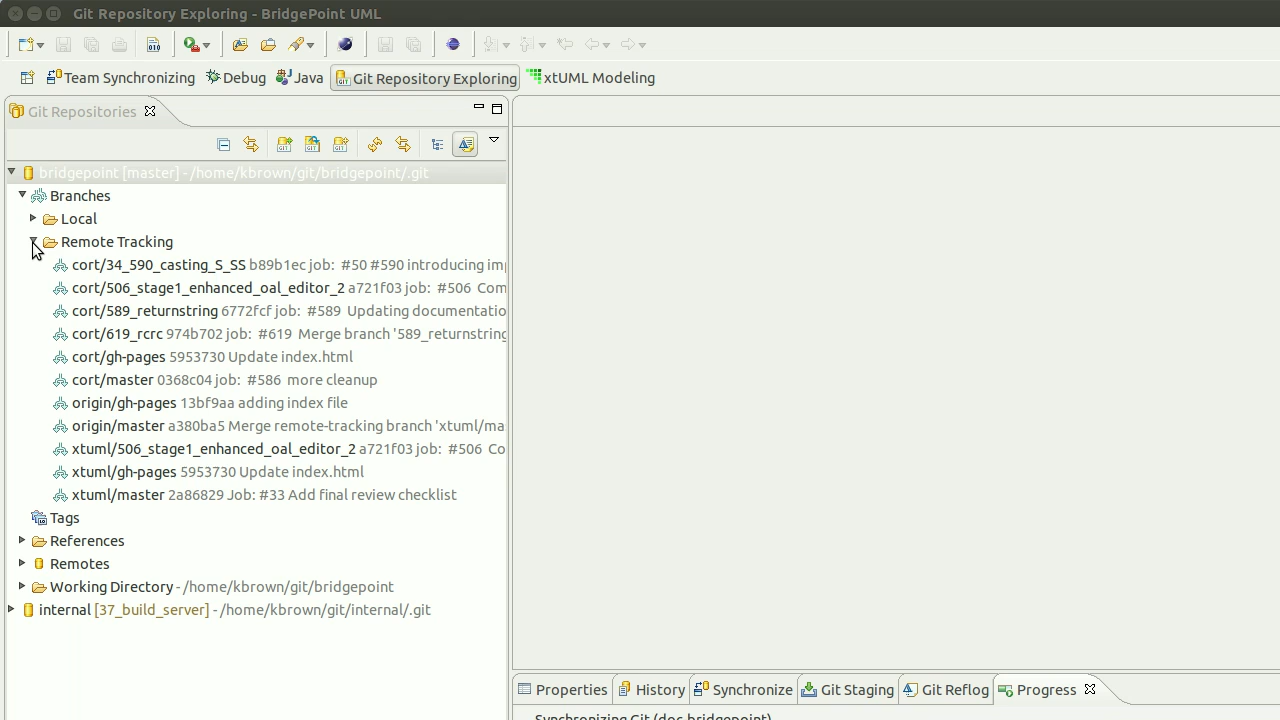 Git Repository Exploring - BridgePoint UML
Team Synchronizing Debug Java Git Repository Exploring xtUML Modeling
Git Repositories
bridgepoint [master] - /home/kbrown/git/bridgepoint/.git
Branches
Local
Remote Tracking
cort/34_590_casting_S_SS b89b1ec job: #50 #590 introducing im
cort/506_stage1_enhanced_oal_editor_2 a721f03 job: #506 Com
cort/589_returnstring 6772fcf job: #589 Updating documentatio
cort/619_rcrc 974b702 job: #619 Merge branch '589_returnstring
cort/gh-pages 5953730 Update index.html
cort/master 0368c04 job: #586 more cleanup
origin/gh-pages 13bf9aa adding index file
origin/master a380ba5 Merge remote-tracking branch 'xtuml/ma
xtuml/506_stage1_enhanced_oal_editor_2 a721f03 job: #506 Co
xtuml/gh-pages 5953730 Update index.html
xtuml/master 2a86829 Job: #33 Add final review checklist
Tags
References
Remotes
Working Directory - /home/kbrown/git/bridgepoint
internal [37_build_server] - /home/kbrown/git/internal/.git
Properties History Synchronize Git Staging Git Reflog Progress
Synchronizing Git (doc.bridgepoint)